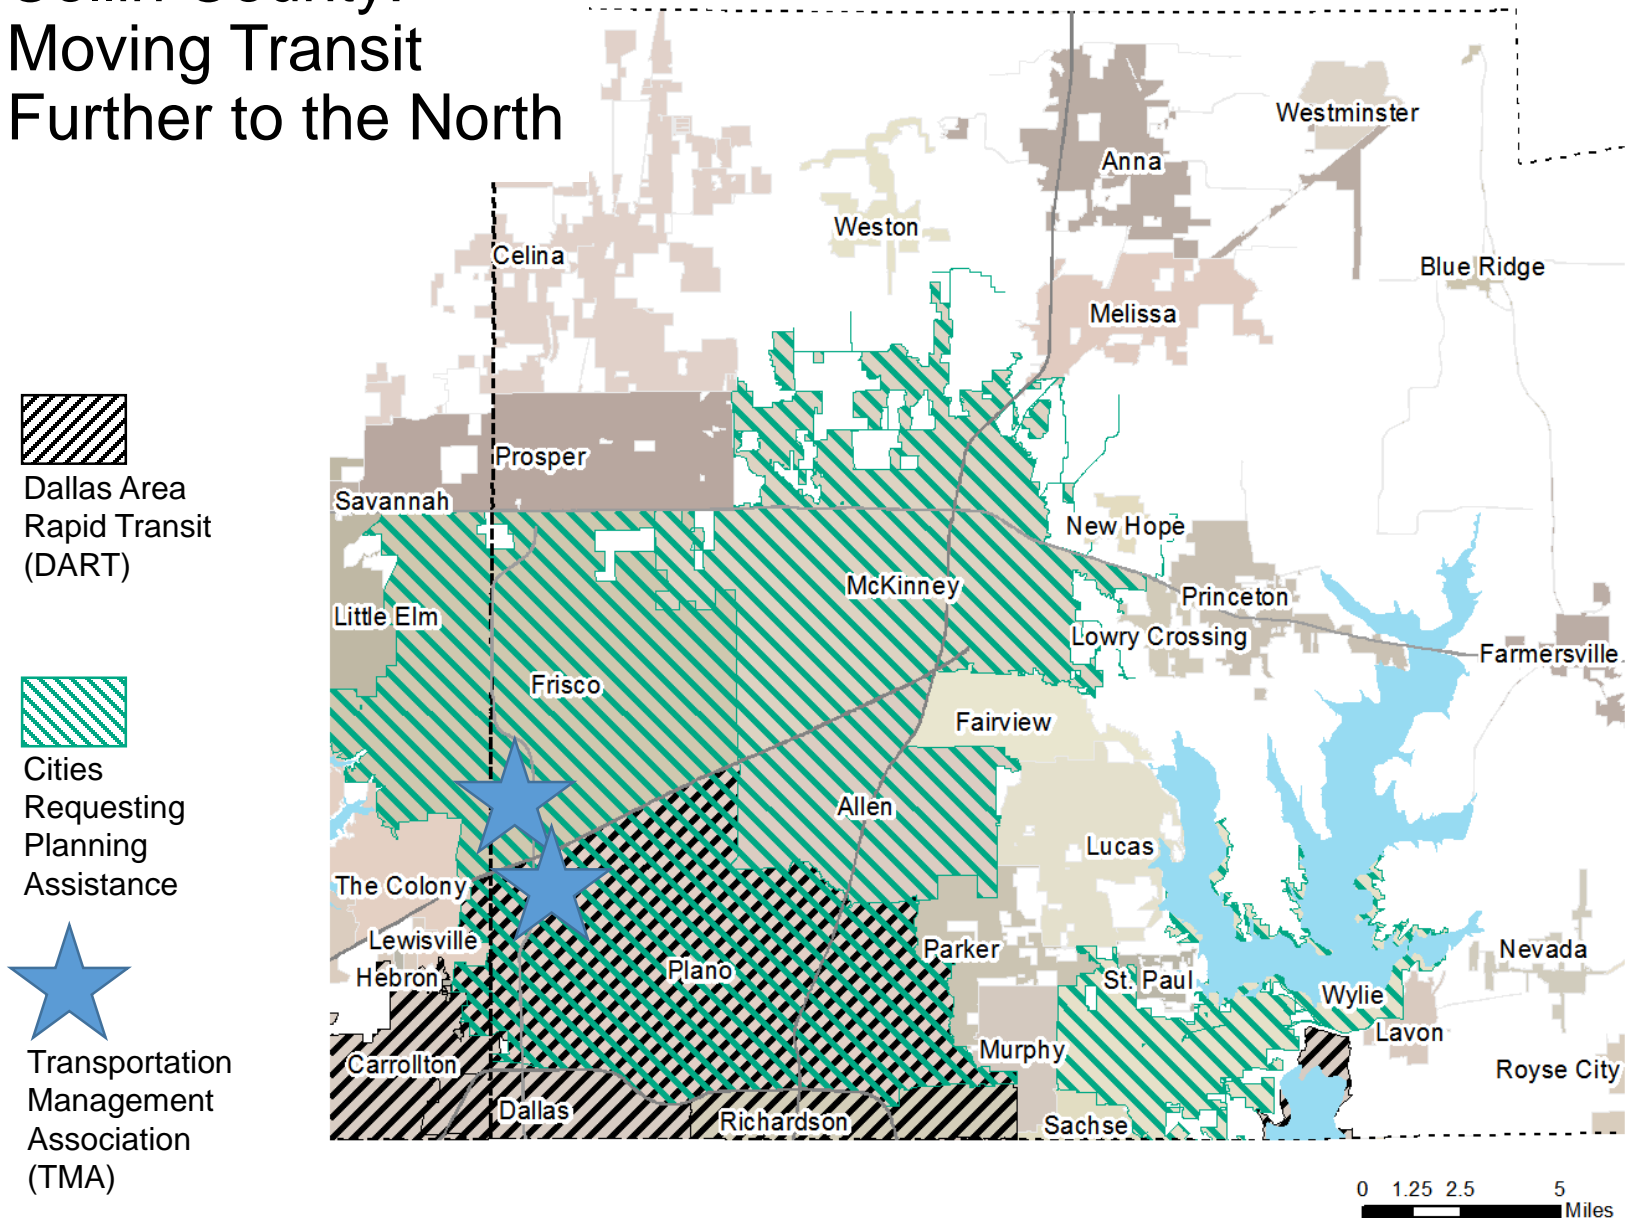 Collin County:
Moving Transit
Further to the North
Westminster
Anna
Weston
Celina
Blue Ridge
Melissa
Prosper
Savannah
Dallas Area
Rapid Transit
(DART)
New Hope
McKinney
Princeton
Little Elm
Lowry Crossing
Farmersville
Frisco
Fairview
Cities
Requesting
Planning
Assistance
Allen
Lucas
The Colony
Lewisville
Parker
Nevada
Hebron
Plano
St. Paul
Wylie
Lavon
Murphy
Carrollton
Royse City
Dallas
Richardson
Sachse
Transportation
Management
Association
(TMA)
0 1.25 2.5 5
Miles